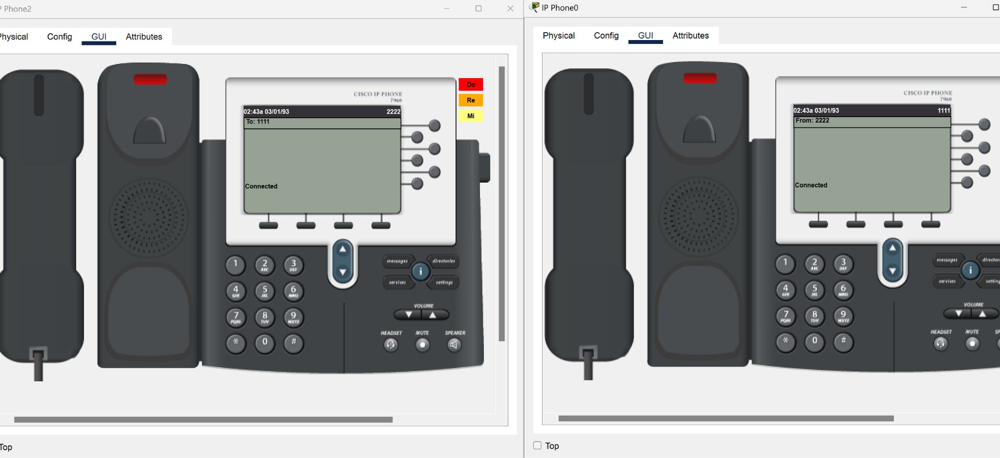 IP Phone2
Physical Config GUI Attributes
CISCO IP PHONE
7960
02:43a 03/01/93 2222
To: 1111
Connected
Do
Re
Mi
1
2 ABC
3 DEF
4 GHI
5 JKL
6 MNO
7 PQRS
8 TUV
9 WXYZ
*
0
#
messages
directories
i
services
settings
VOLUME
HEADSET MUTE SPEAKER
Top
IP Phone0
Physical Config GUI Attributes
CISCO IP PHONE
7960
02:43a 03/01/93 1111
From: 2222
Connected
1
2 ABC
3 DEF
4 GHI
5 JKL
6 MNO
7 PQRS
8 TUV
9 WXYZ
*
0
#
messages
i
services
VOLUME
HEADSET MUTE
Top